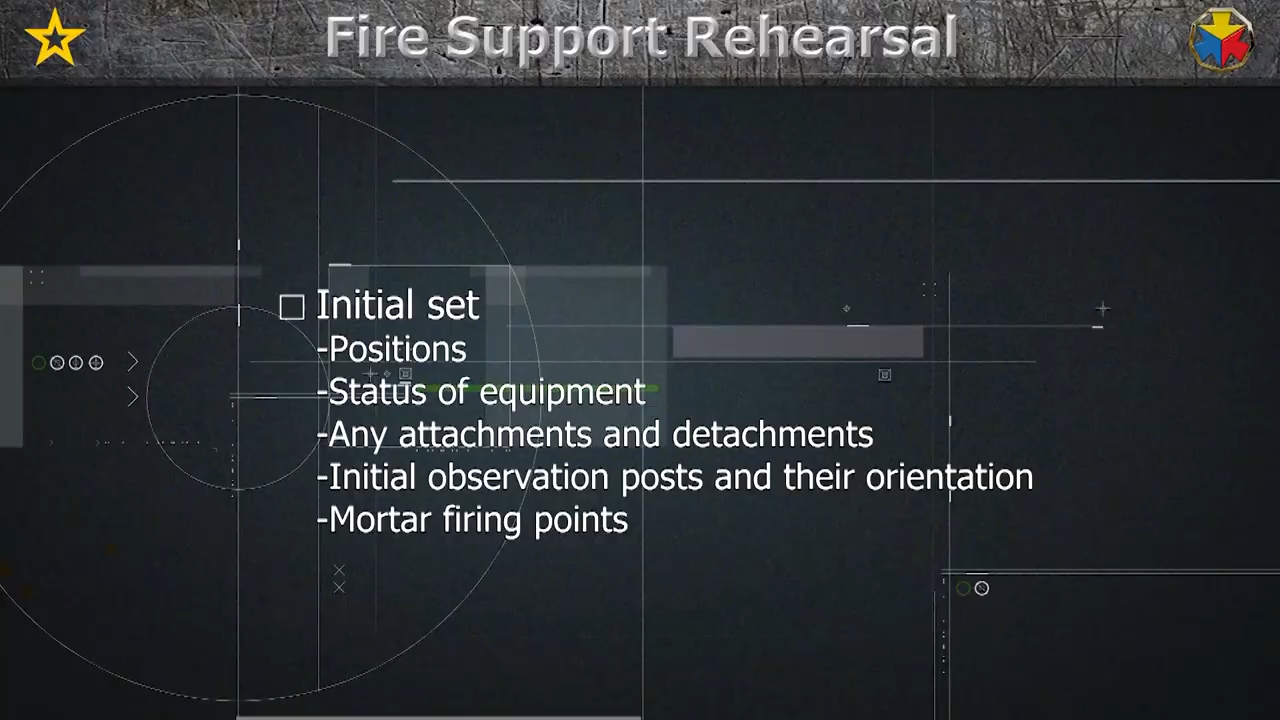 Fire Support Rehearsal
Initial set
-Positions
-Status of equipment
-Any attachments and detachments
-Initial observation posts and their orientation
-Mortar firing points